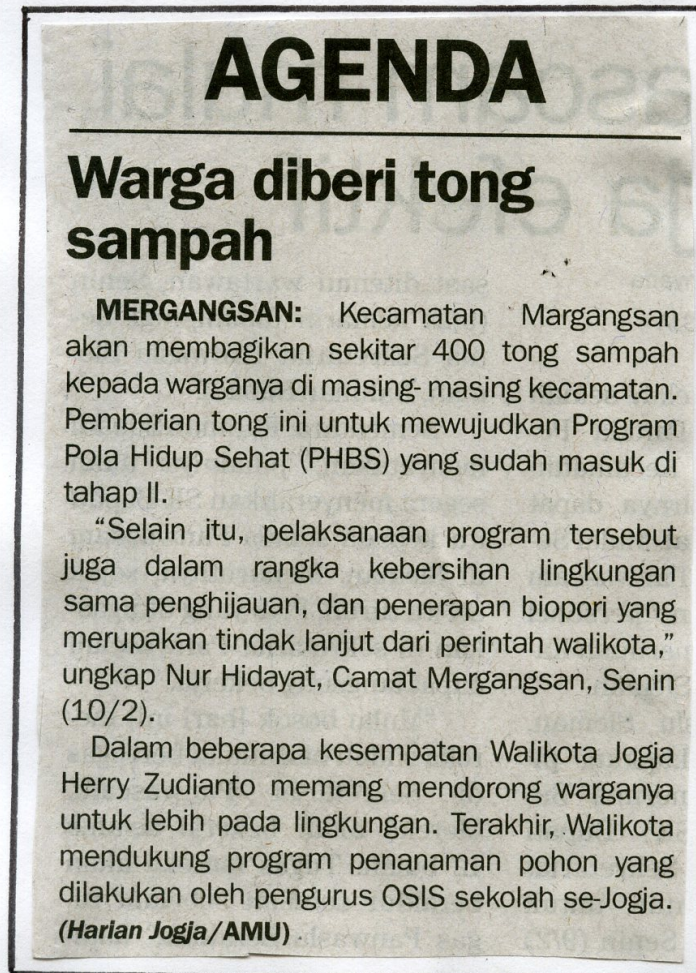 AGENDA
Warga diberi tong
sampah
MERGANGSAN: Kecamatan Margangsan
akan membagikan sekitar 400 tong sampah
kepada warganya di masing- masing kecamatan.
Pemberian tong ini untuk mewujudkan Program
Pola Hidup Sehat (PHBS) yang sudah masuk di
tahap II.
“Selain itu, pelaksanaan program tersebut
juga dalam rangka kebersihan lingkungan
sama penghijauan, dan penerapan biopori yang
merupakan tindak lanjut dari perintah walikota,”
ungkap Nur Hidayat, Camat Mergangsan, Senin
(10/2).
Dalam beberapa kesempatan Walikota Jogja
Herry Zudianto memang mendorong warganya
untuk lebih pada lingkungan. Terakhir, Walikota
mendukung program penanaman pohon yang
dilakukan oleh pengurus OSIS sekolah se-Jogja.
(Harian Jogja/AMU)